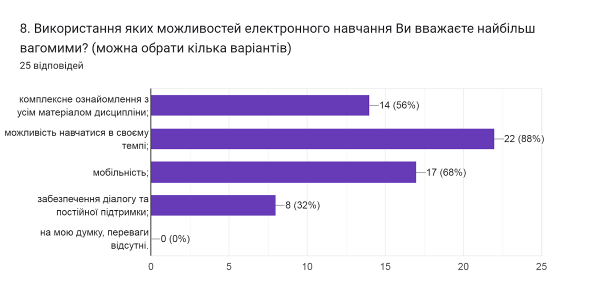 8. Використання яких можливостей електронного навчання Ви вважаєте найбільш
вагомими? (можна обрати кілька варіантів)
25 відповідей
комплексне ознайомлення з
усім матеріалом дисципліни;
14 (56%)
можливість навчатися в своєму
темпі;
22 (88%)
мобільність;
17 (68%)
забезпечення діалогу та
постійної підтримки;
8 (32%)
на мою думку, переваги
відсутні.
0 (0%)
0 5 10 15 20 25